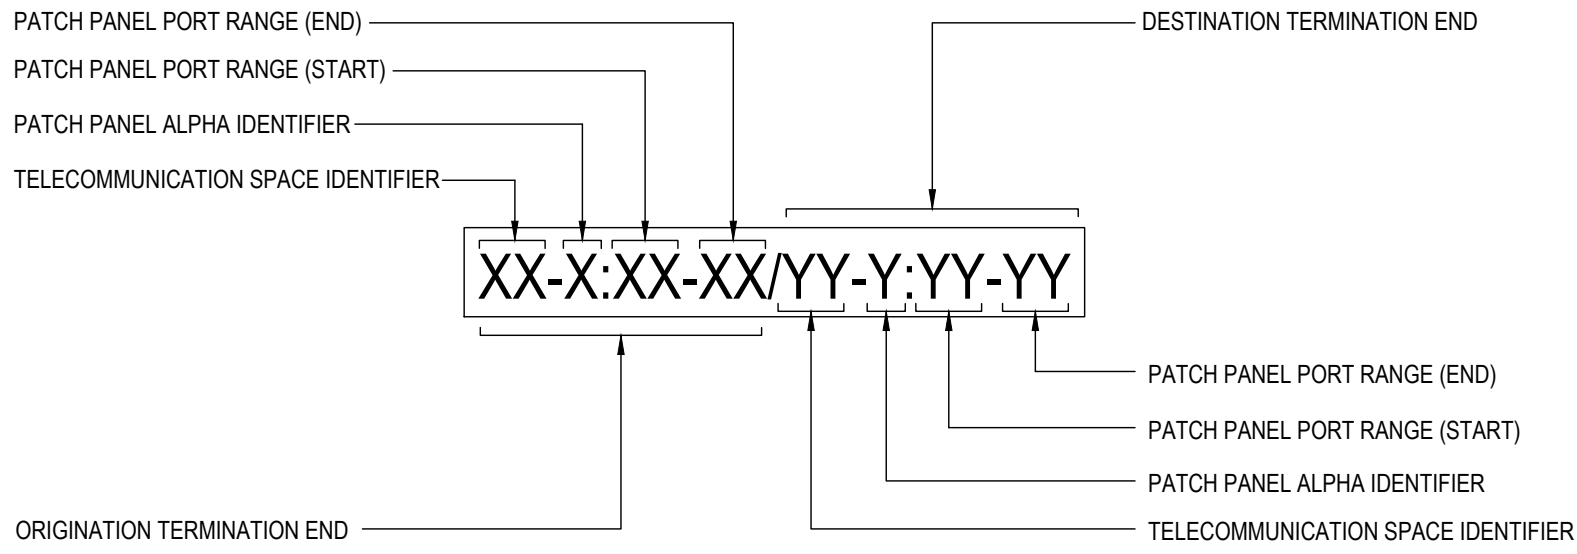 PATCH PANEL PORT RANGE (END)
DESTINATION TERMINATION END
PATCH PANEL PORT RANGE (START)
PATCH PANEL ALPHA IDENTIFIER
TELECOMMUNICATION SPACE IDENTIFIER
XX-X:XX-XX/YY-Y:YY-YY
PATCH PANEL PORT RANGE (END)
PATCH PANEL PORT RANGE (START)
PATCH PANEL ALPHA IDENTIFIER
ORIGINATION TERMINATION END
TELECOMMUNICATION SPACE IDENTIFIER